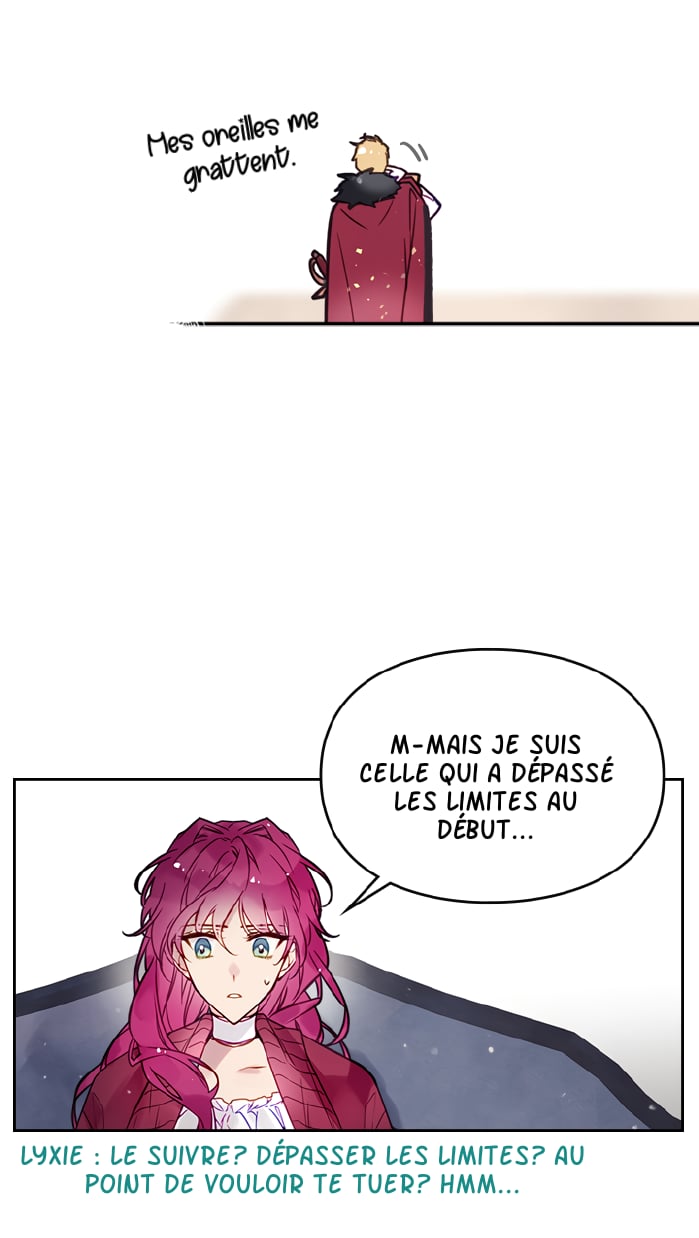 Mes oreilles me
grattent.
M-MAIS JE SUIS
CELLE QUI A DÉPASSÉ
LES LIMITES AU
DÉBUT...
LYXIE : LE SUIVRE? DÉPASSER LES LIMITES? AU
POINT DE VOULOIR TE TUER? HMM...